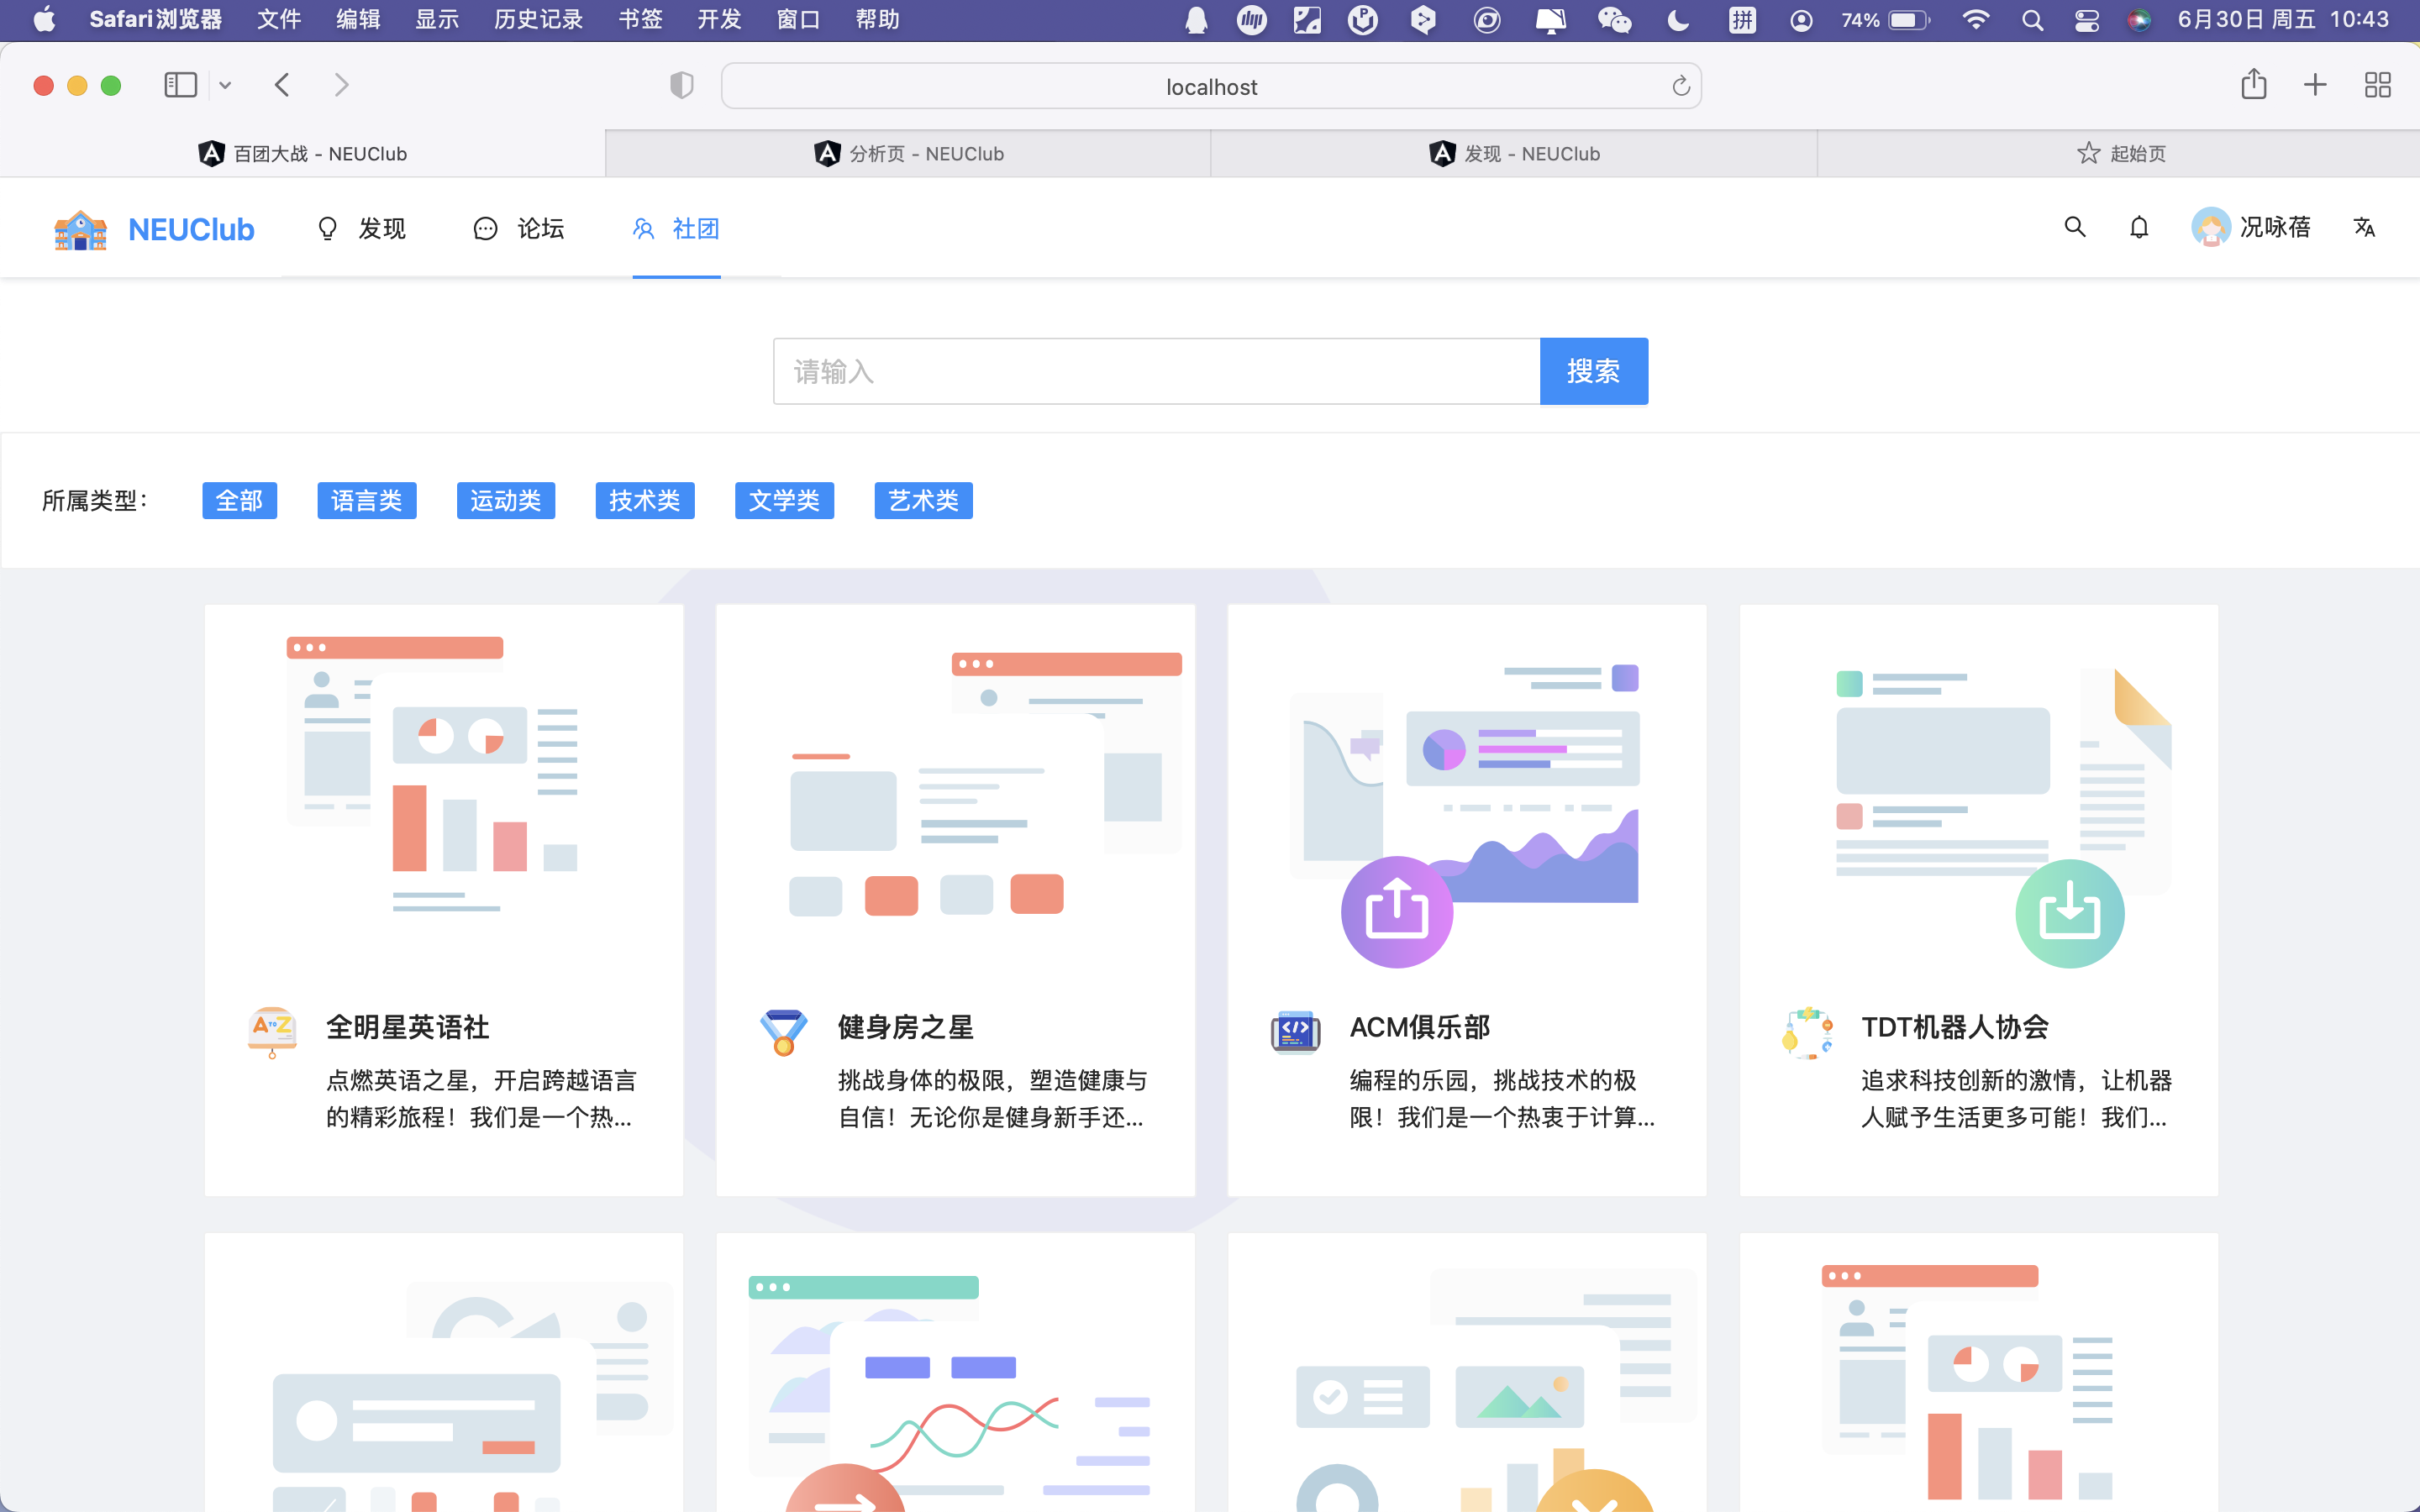 Safari浏览器 文件 编辑 显示 历史记录 书签 开发 窗口 帮助 拼 74% 6月30日 周五 10:43
localhost
百团大战 - NEUClub 分析页 - NEUClub 发现 - NEUClub 起始页
NEUClub 发现 论坛 社团 况咏蓓
请输入 搜索
所属类型： 全部 语言类 运动类 技术类 文学类 艺术类
全明星英语社
点燃英语之星，开启跨越语言
的精彩旅程！我们是一个热...
健身房之星
挑战身体的极限，塑造健康与
自信！无论你是健身新手还...
ACM俱乐部
编程的乐园，挑战技术的极
限！我们是一个热衷于计算...
TDT机器人协会
追求科技创新的激情，让机器
人赋予生活更多可能！我们...